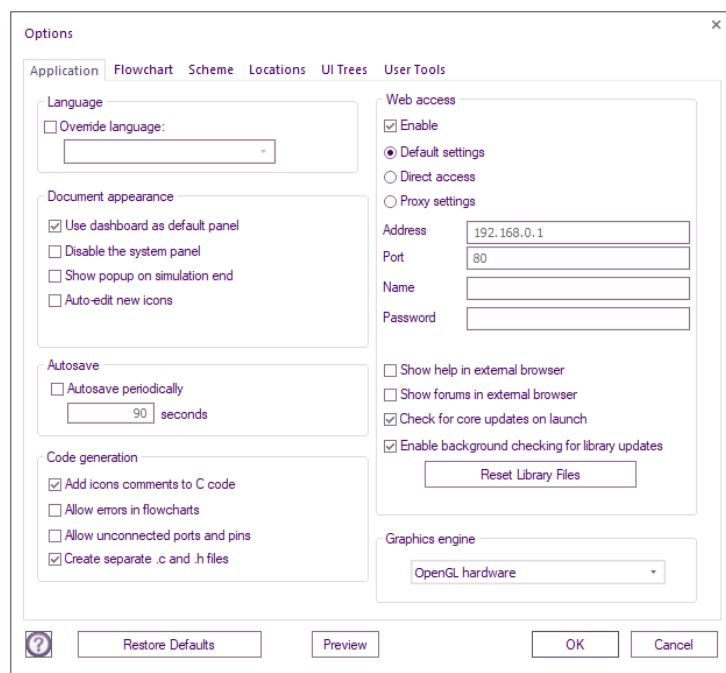 Options
Application Flowchart Scheme Locations UI Trees User Tools
Language
Override language:
Document appearance
Use dashboard as default panel
Disable the system panel
Show popup on simulation end
Auto-edit new icons
Autosave
Autosave periodically
90 seconds
Code generation
Add icons comments to C code
Allow errors in flowcharts
Allow unconnected ports and pins
Create separate .c and .h files
Web access
Enable
Default settings
Direct access
Proxy settings
Address 192.168.0.1
Port 80
Name
Password
Show help in external browser
Show forums in external browser
Check for core updates on launch
Enable background checking for library updates
Reset Library Files
Graphics engine
OpenGL hardware
? Restore Defaults Preview OK Cancel